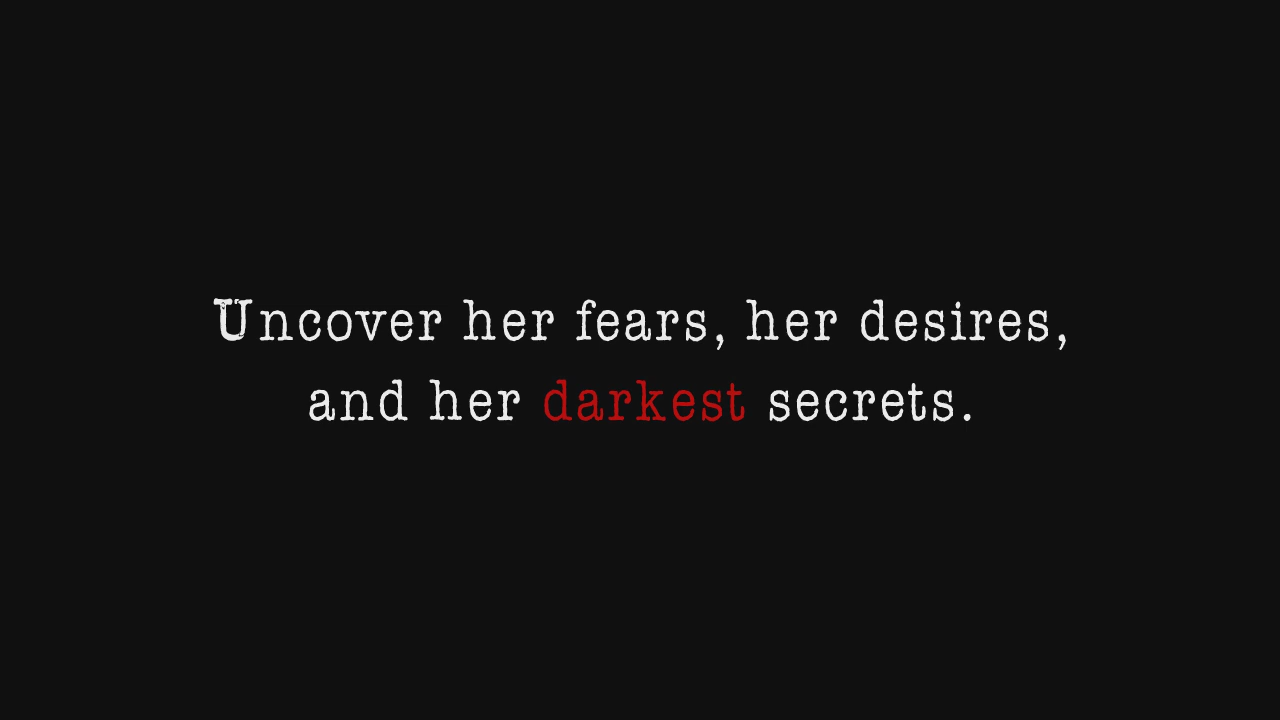 Uncover her fears, her desires,
and her darkest secrets.